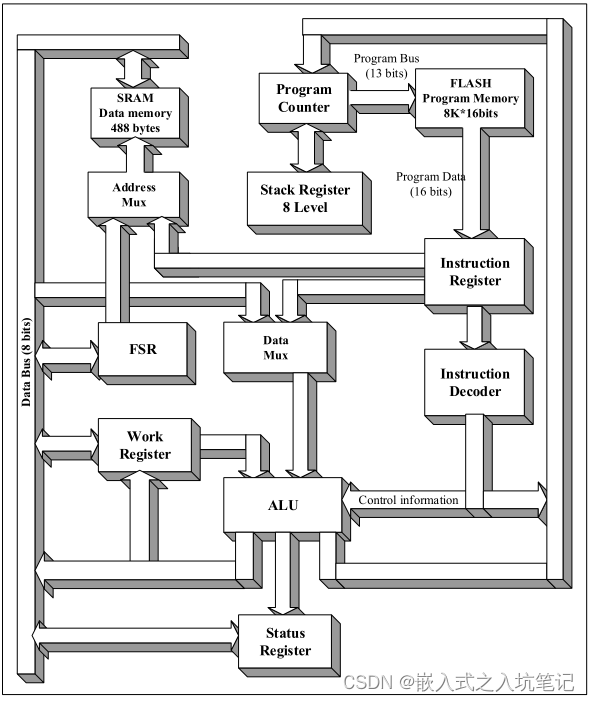 Program Bus
(13 bits)
SRAM
Data memory
488 bytes
Program
Counter
FLASH
Program Memory
8K*16bits
Address
Mux
Stack Register
8 Level
Program Data
(16 bits)
Instruction
Register
Data Bus (8 bits)
FSR
Data
Mux
Instruction
Decoder
Work
Register
ALU
Control information
Status
Register
CSDN @嵌入式之入坑笔记